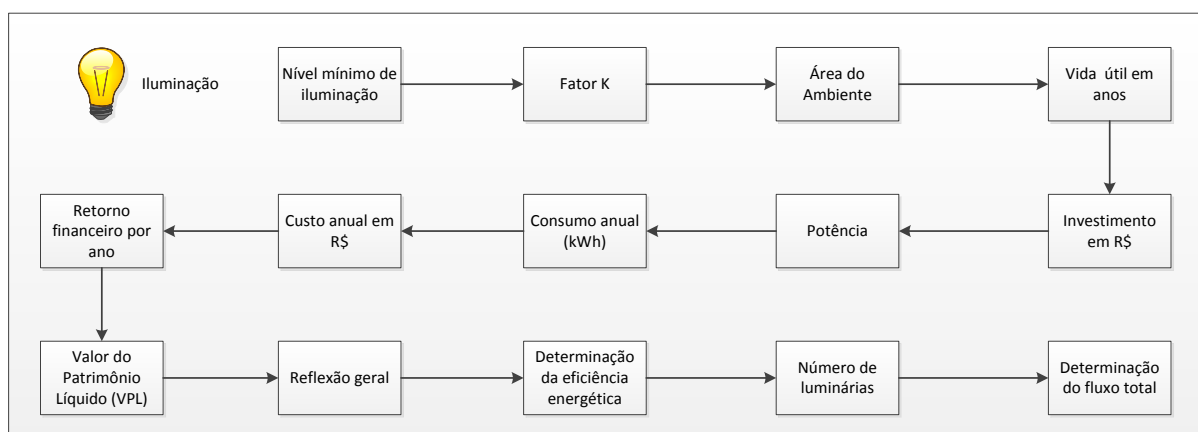 Iluminação
Nível mínimo de
iluminação
Fator K
Área do
Ambiente
Vida útil em
anos
Retorno
financeiro por
ano
Custo anual em
R$
Consumo anual
(kWh)
Potência
Investimento
em R$
Valor do
Patrimônio
Líquido (VPL)
Reflexão geral
Determinação
da eficiência
energética
Número de
luminárias
Determinação
do fluxo total